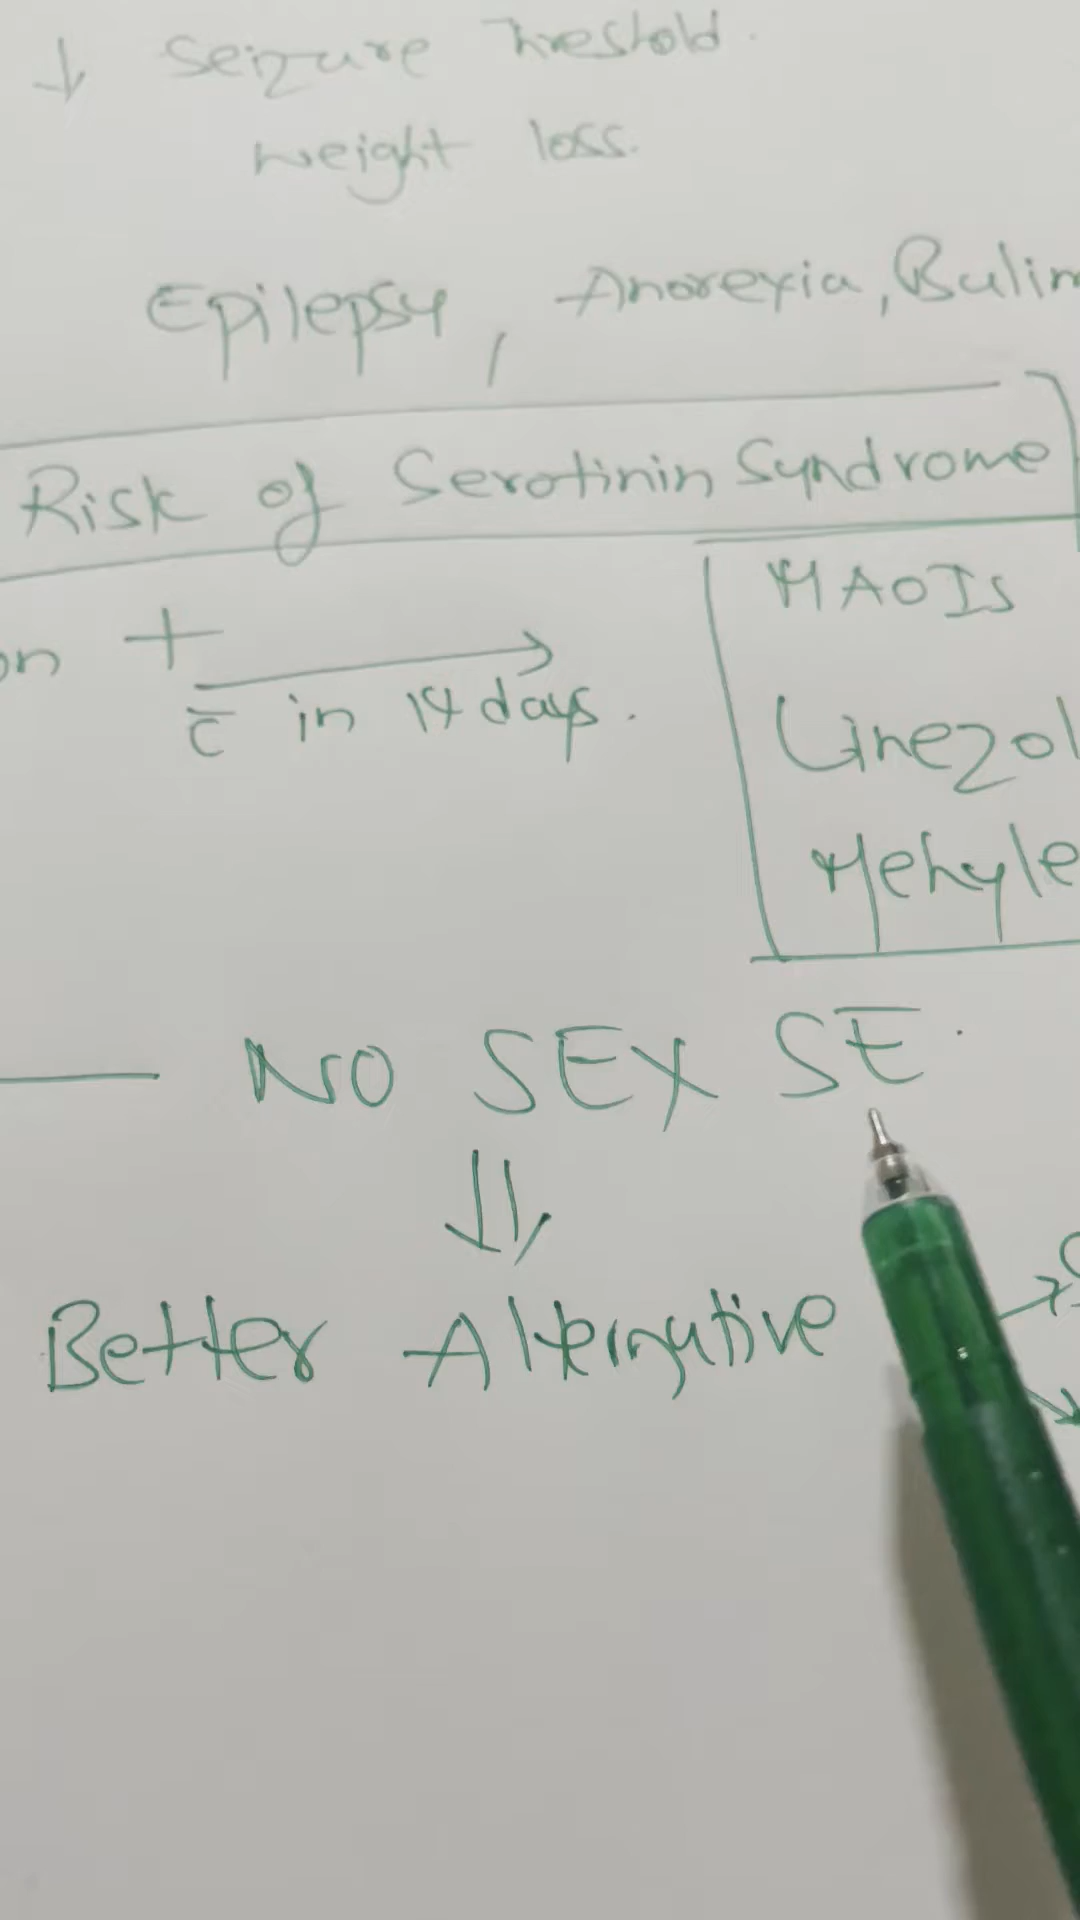 ↓ Seizure Threshold.
weight loss.
Epilepsy, Anorexia, Bulim
Risk of Serotinin Syndrome
on + → MAOIs
c̅ in 14 days.
Linezol
Mehyle
— NO SEX SE.
⇓
Better Alternative